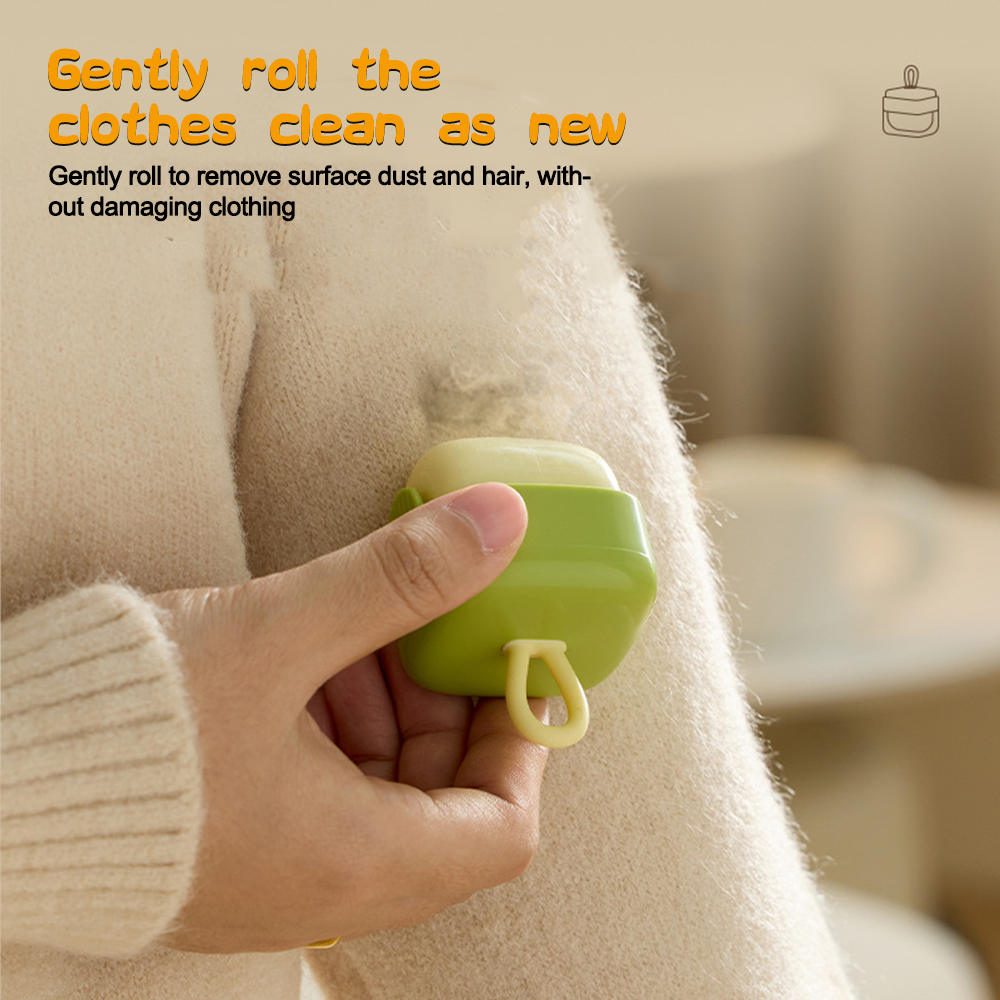 Gently roll the
clothes clean as new
Gently roll to remove surface dust and hair, with-
out damaging clothing